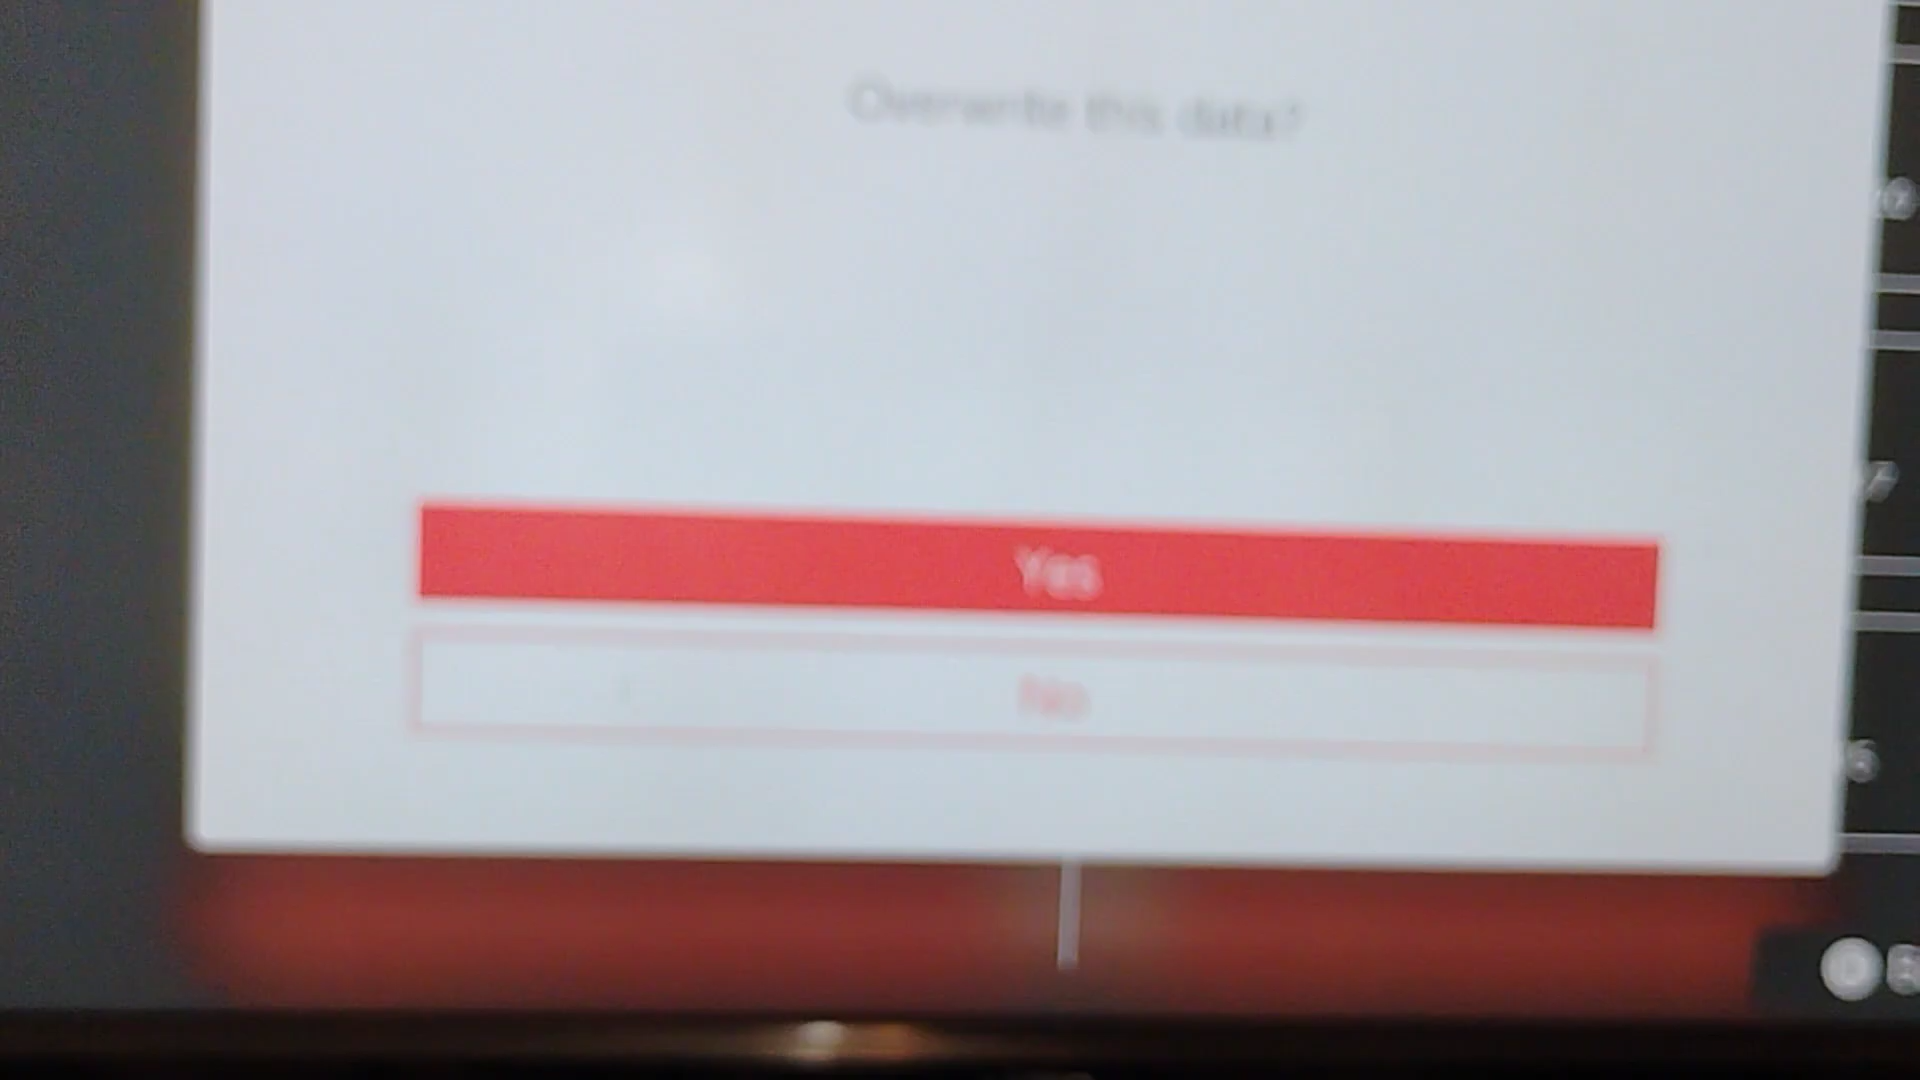 Overwrite this data?
Yes
No